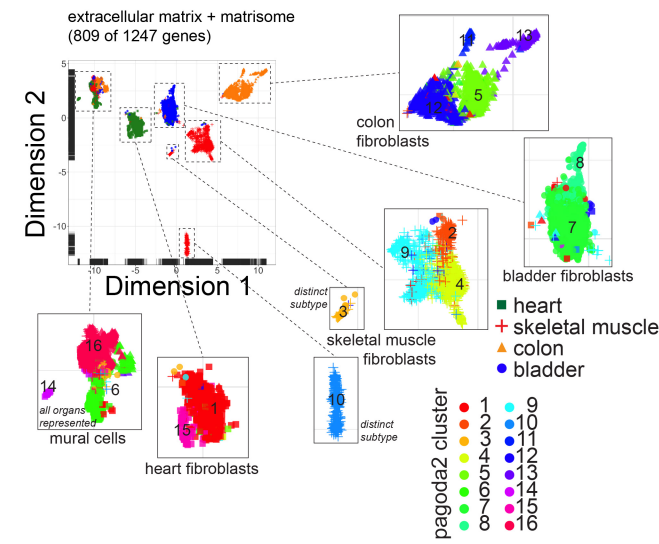 extracellular matrix + matrisome
(809 of 1247 genes)
5
0
-5
-10
Dimension 2
-10
-5
0
5
10
Dimension 1
11
13
12
5
colon
fibroblasts
8
7
bladder fibroblasts
2
9
4
distinct
subtype
3
skeletal muscle
fibroblasts
heart
skeletal muscle
colon
bladder
16
14
6
all organs
represented
mural cells
1
15
heart fibroblasts
10
distinct
subtype
pagoda2 cluster
1 9
2 10
3 11
4 12
5 13
6 14
7 15
8 16